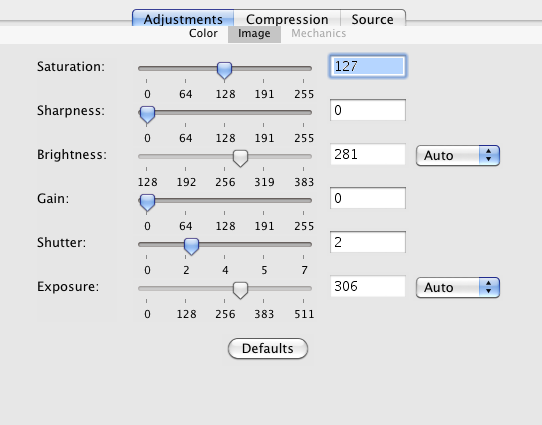 Adjustments Compression Source
Color Image Mechanics
Saturation: 127
0 64 128 191 255
Sharpness: 0
0 64 128 191 255
Brightness: 281 Auto
128 192 256 319 383
Gain: 0
0 64 128 191 255
Shutter: 2
0 2 4 5 7
Exposure: 306 Auto
0 128 256 383 511
Defaults